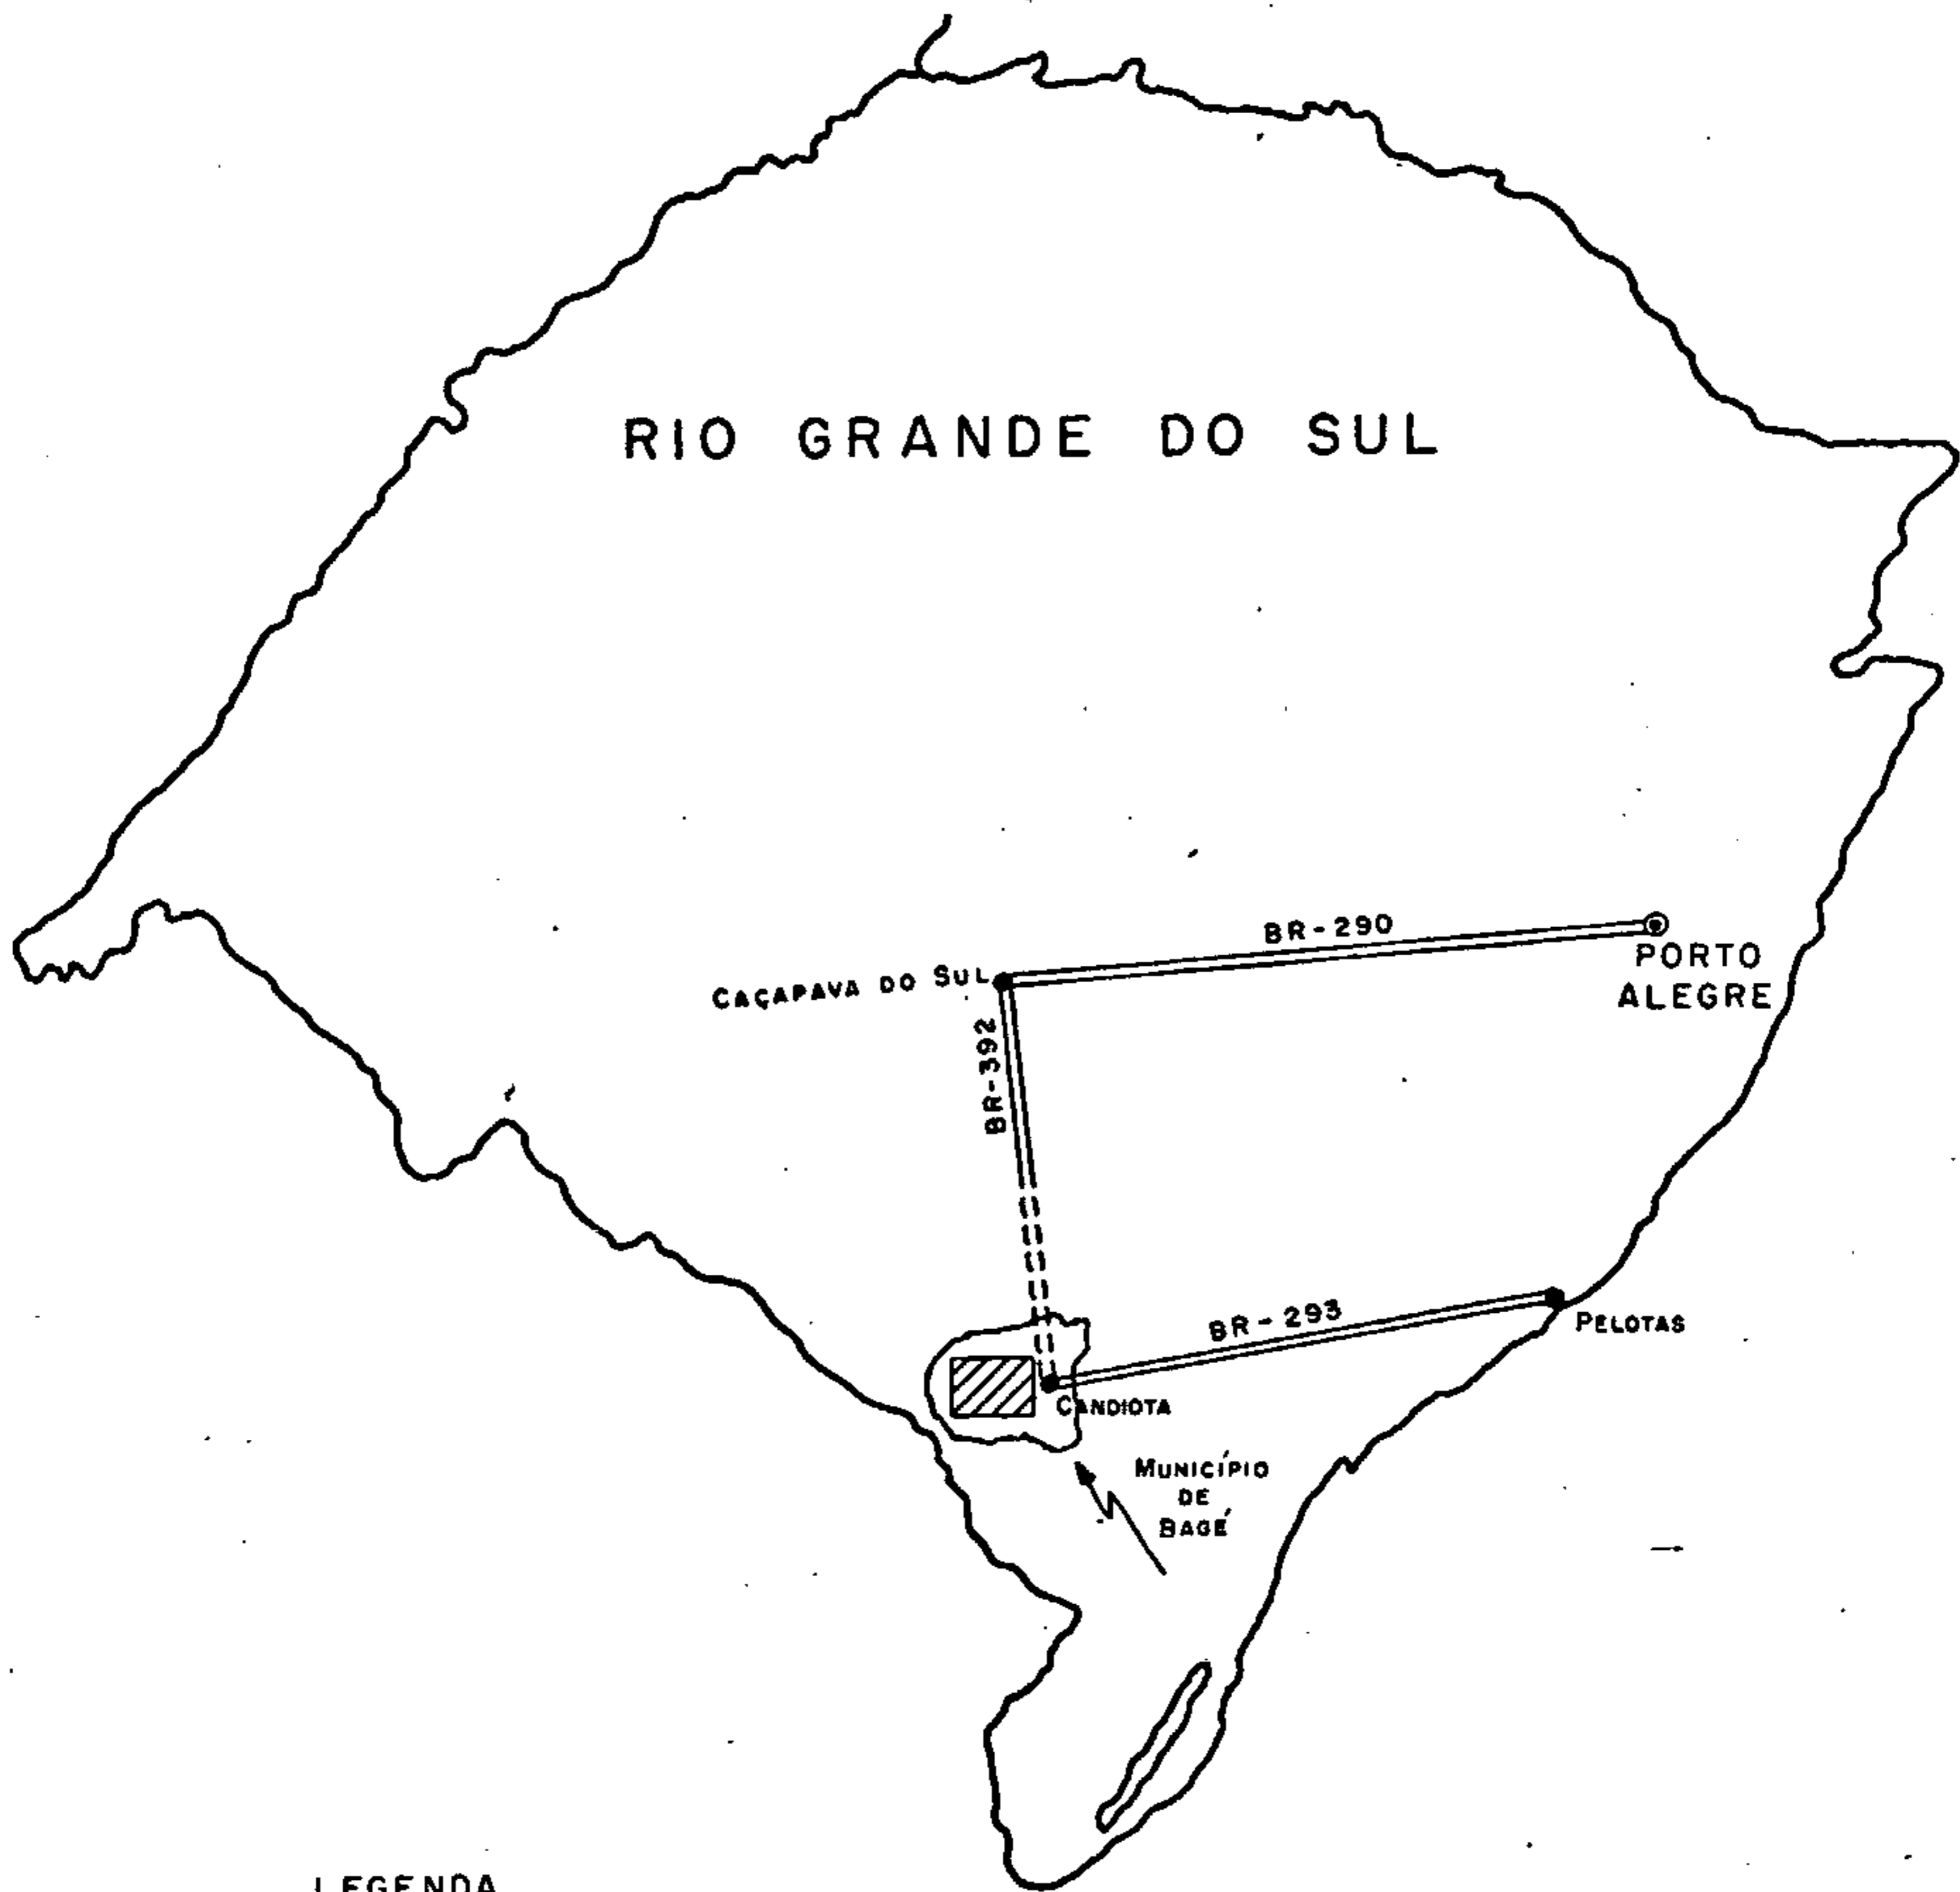 RIO GRANDE DO SUL
BR-290
PORTO
ALEGRE
CAÇAPAVA DO SUL
BR-392
BR-293
PELOTAS
CANDIOTA
MUNICÍPIO
DE
BAGÉ
LEGENDA